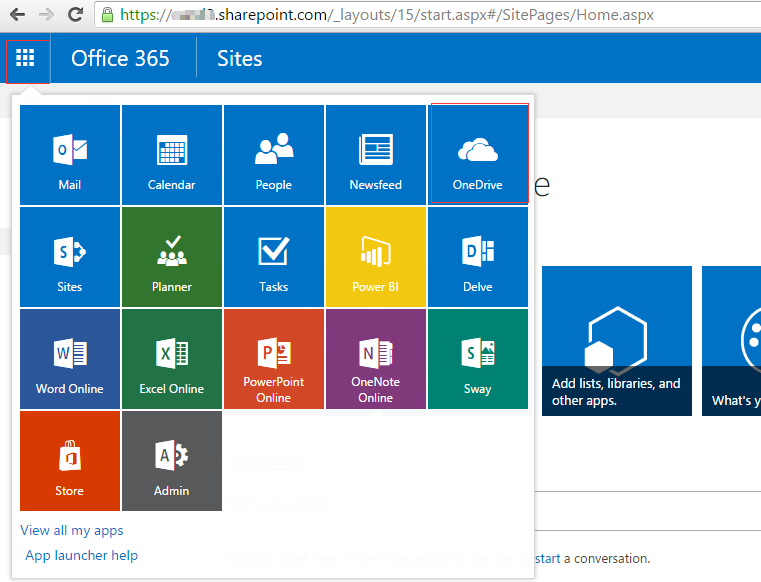 https://
.sharepoint.com/_layouts/15/start.aspx#/SitePages/Home.aspx
Office 365
Sites
Mail
Calendar
People
Newsfeed
OneDrive
e
Sites
Planner
Tasks
Power BI
Delve
Word Online
Excel Online
PowerPoint
Online
OneNote
Online
Sway
Add lists, libraries, and
other apps.
What's y
Store
Admin
View all my apps
App launcher help
start a conversation.